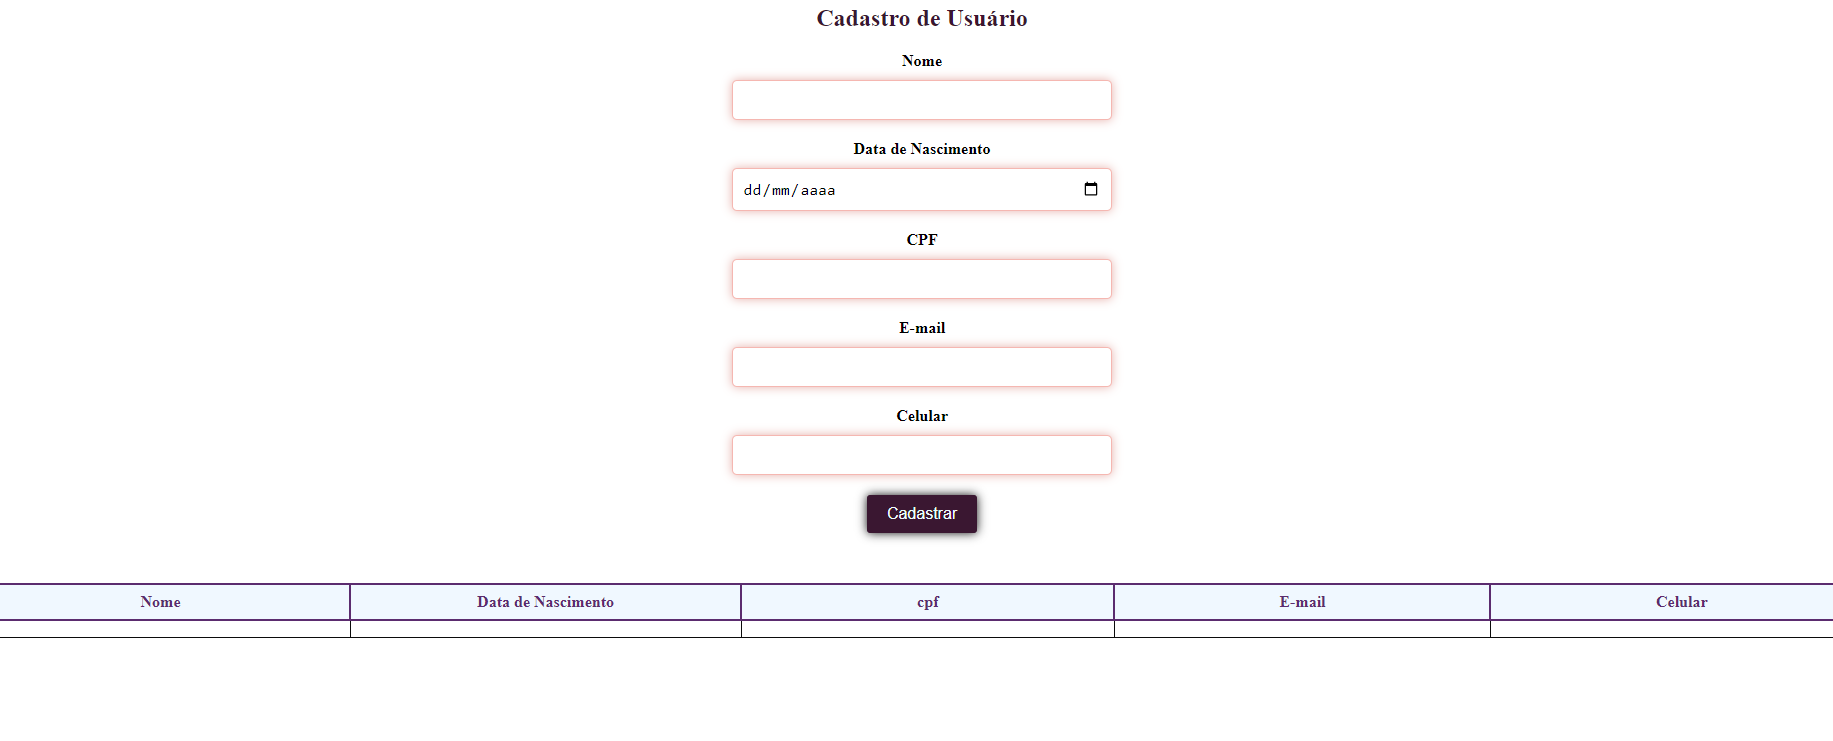 Cadastro de Usuário
Nome
Data de Nascimento
dd/mm/aaaa
CPF
E-mail
Celular
Cadastrar
Nome Data de Nascimento cpf E-mail Celular